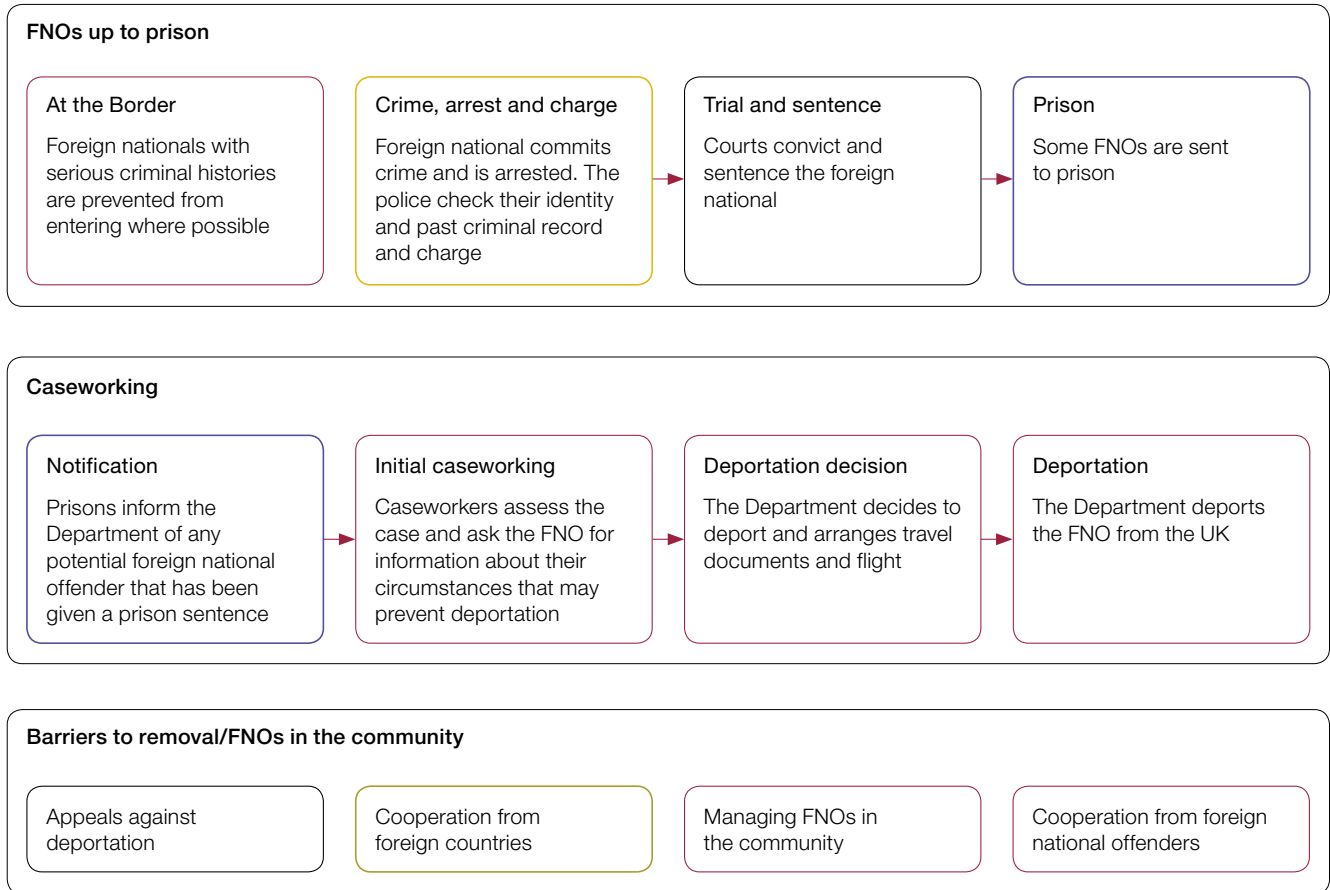 FNOs up to prison
At the Border
Foreign nationals with
serious criminal histories
are prevented from
entering where possible
Crime, arrest and charge
Foreign national commits
crime and is arrested. The
police check their identity
and past criminal record
and charge
Trial and sentence
Courts convict and
sentence the foreign
national
Prison
Some FNOs are sent
to prison
Caseworking
Notification
Prisons inform the
Department of any
potential foreign national
offender that has been
given a prison sentence
Initial caseworking
Caseworkers assess the
case and ask the FNO for
information about their
circumstances that may
prevent deportation
Deportation decision
The Department decides to
deport and arranges travel
documents and flight
Deportation
The Department deports
the FNO from the UK
Barriers to removal/FNOs in the community
Appeals against
deportation
Cooperation from
foreign countries
Managing FNOs in
the community
Cooperation from foreign
national offenders